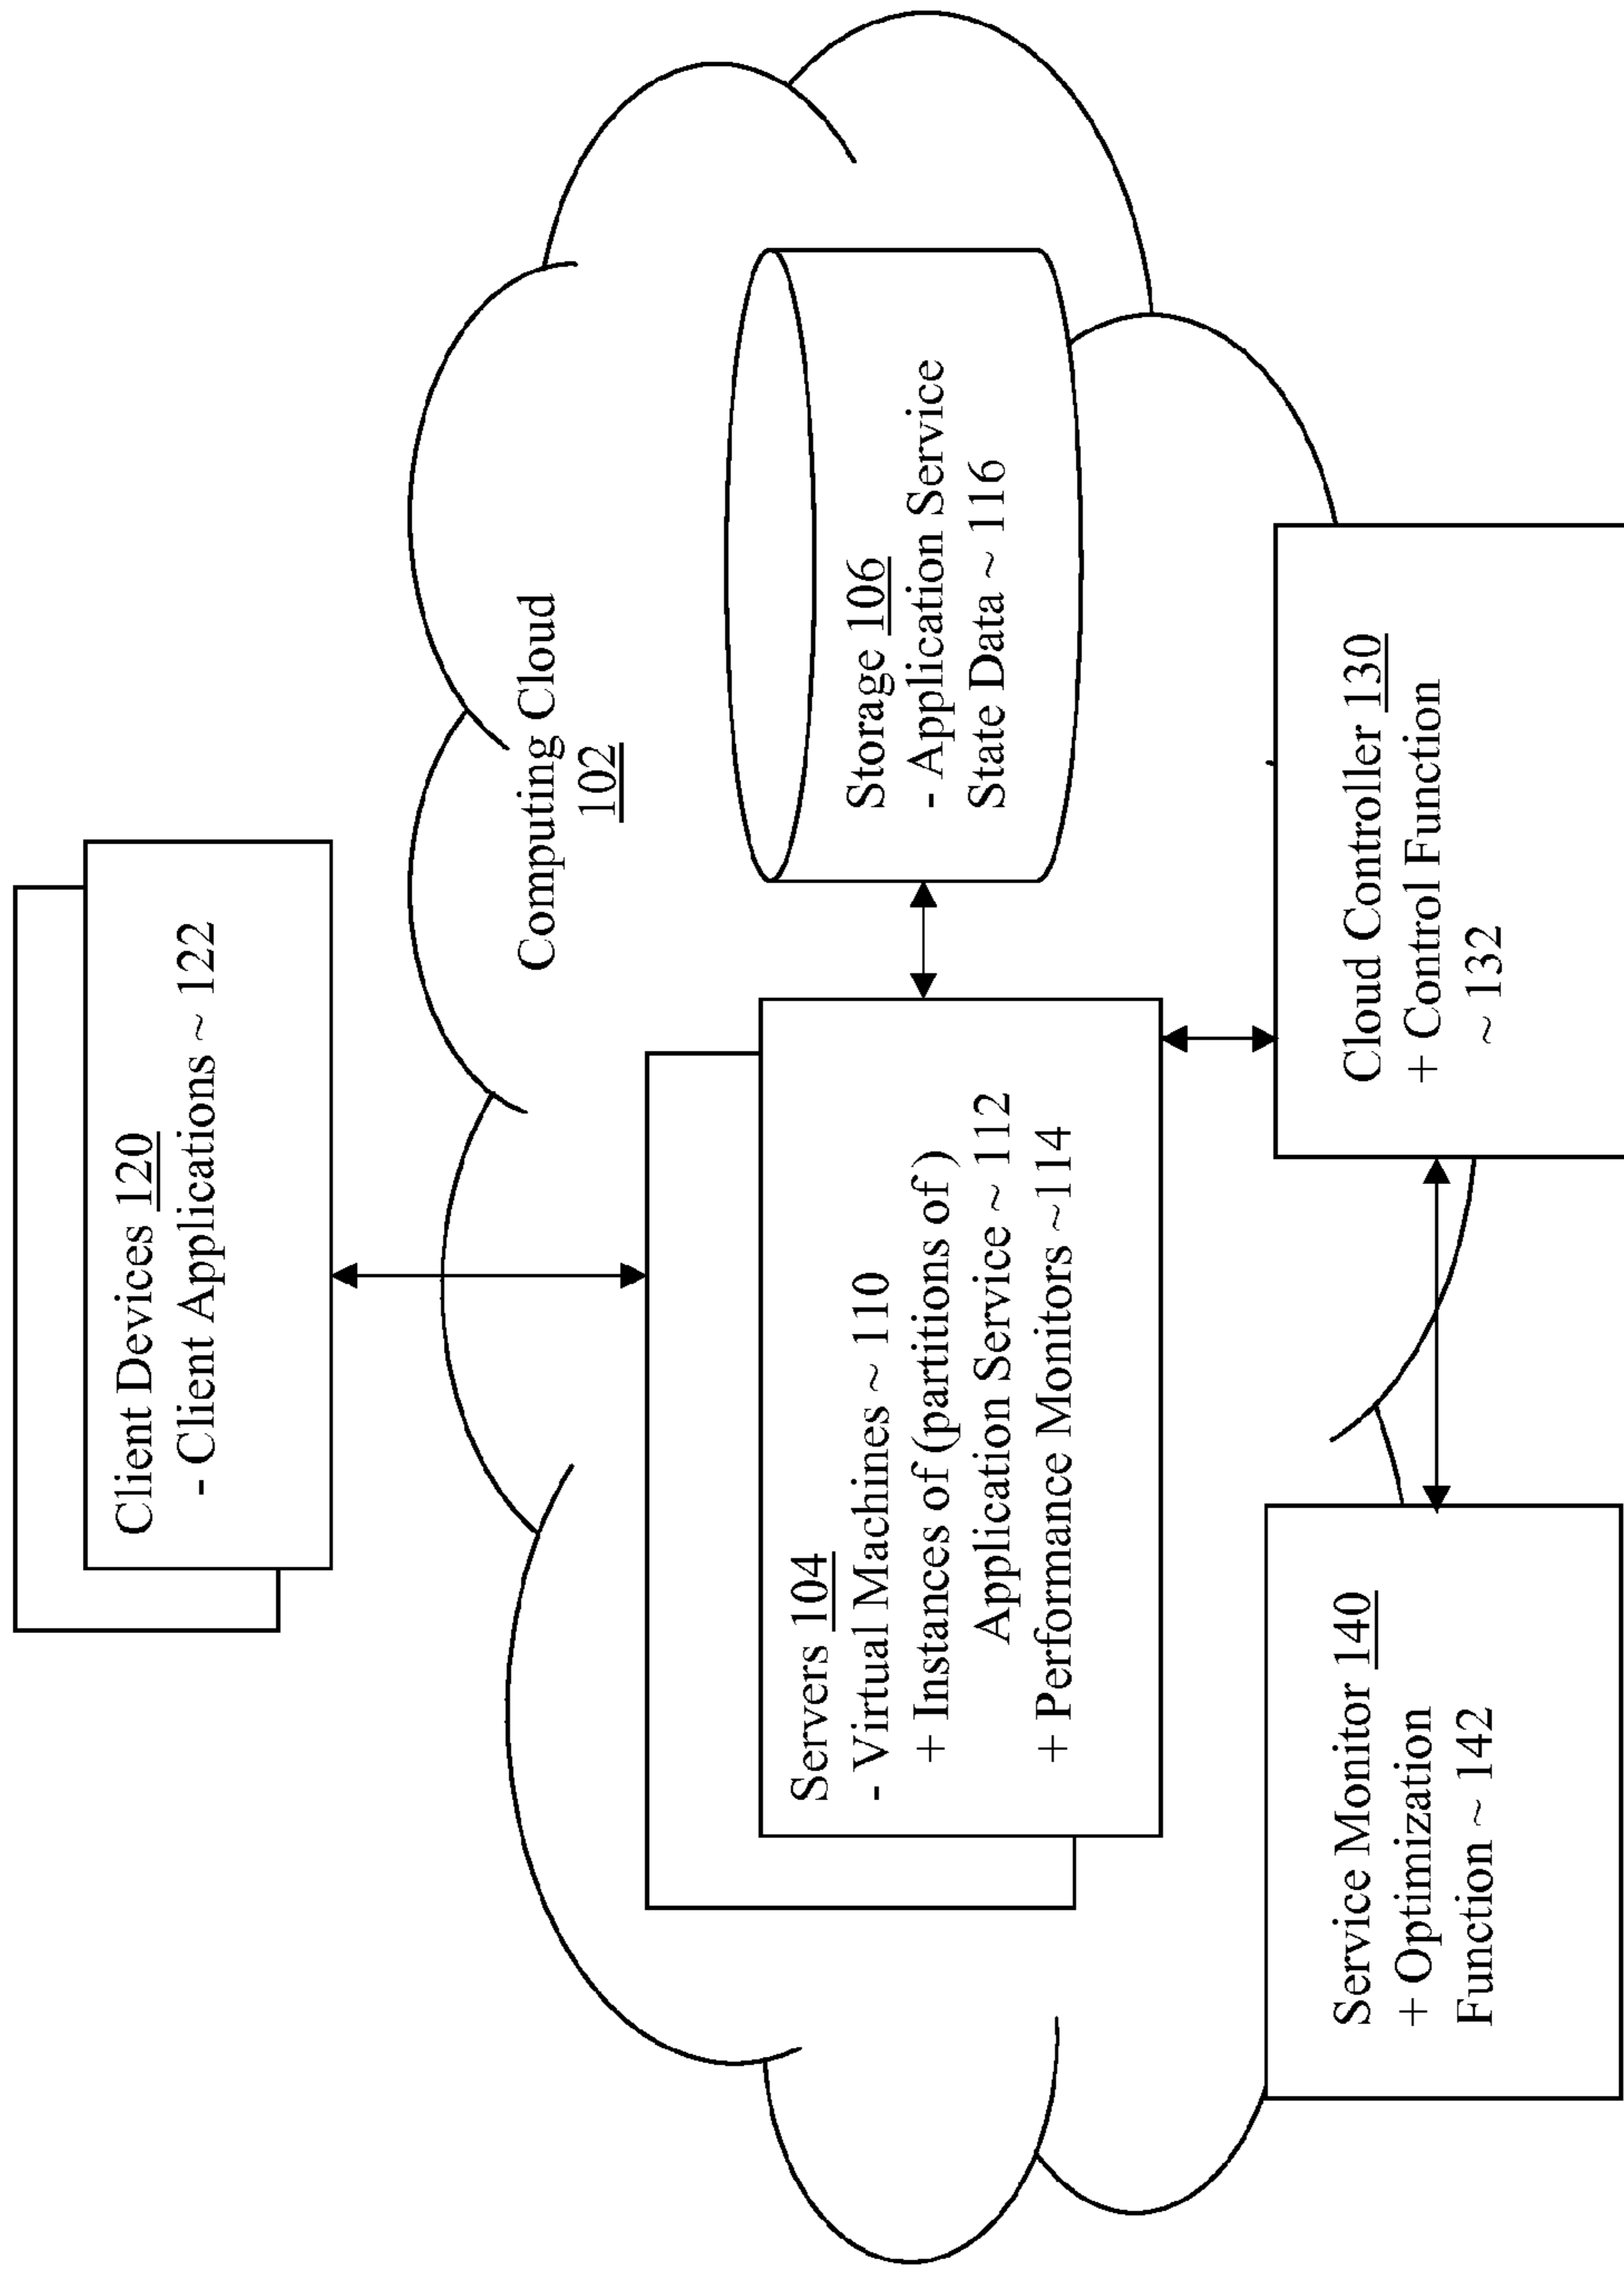 Client Devices 120
- Client Applications ~ 122
Computing Cloud
102
Servers 104
- Virtual Machines ~ 110
+ Instances of (partitions of )
Application Service ~ 112
+ Performance Monitors ~114
Storage 106
- Application Service
State Data ~ 116
Service Monitor 140
+ Optimization
Function ~ 142
Cloud Controller 130
+ Control Function
~ 132